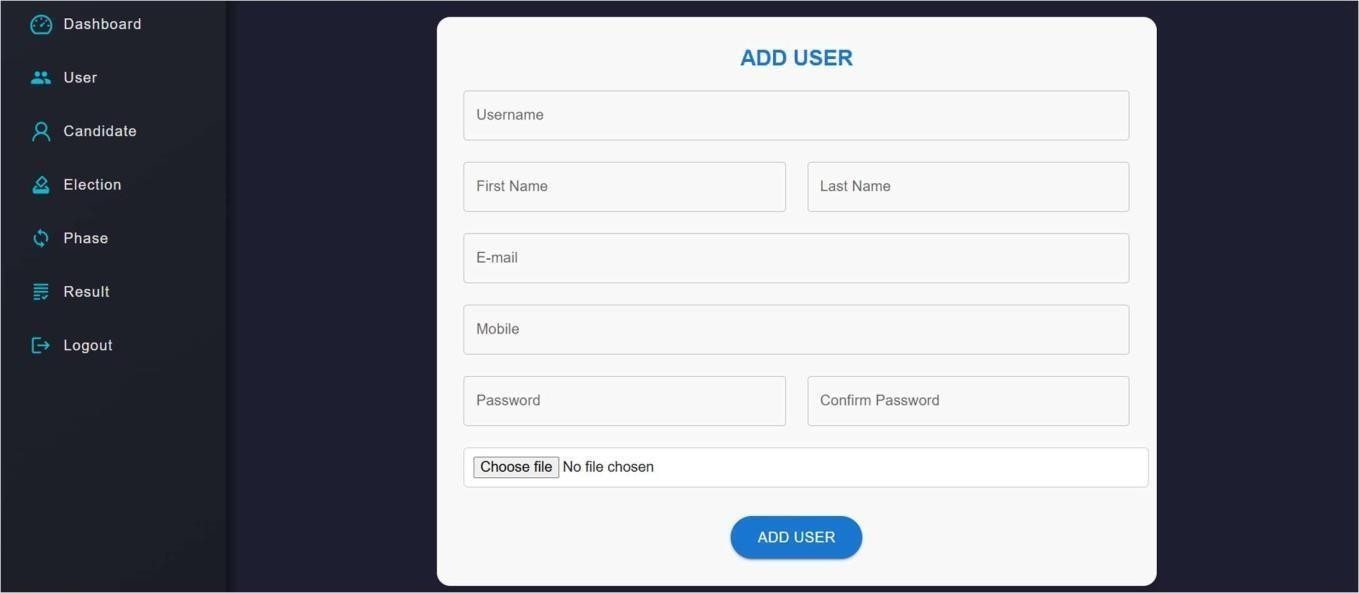 Dashboard
User
Candidate
Election
Phase
Result
Logout
ADD USER
Username
First Name
Last Name
E-mail
Mobile
Password
Confirm Password
Choose file No file chosen
ADD USER